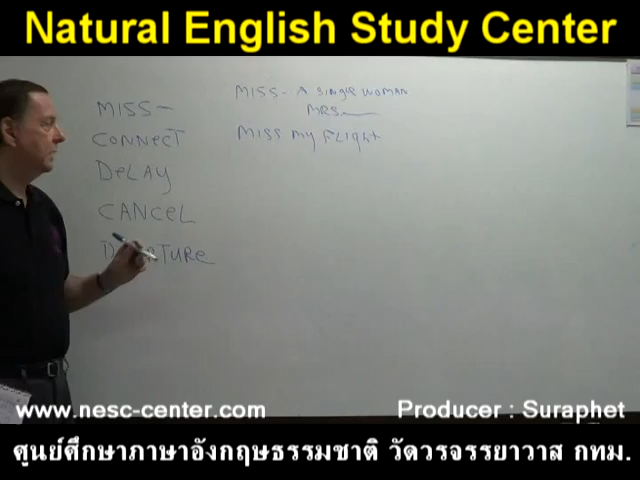 Natural English Study Center
MISS- A SINGLE WOMAN
MRS.
MISS MY FLIGHT
MISS-
CONNECT
DELAY
CANCEL
www.nesc-center.com
Producer : Suraphet
ศูนย์ศึกษาภาษาอังกฤษธรรมชาติ วัดวรจรรยาวาส กทม.